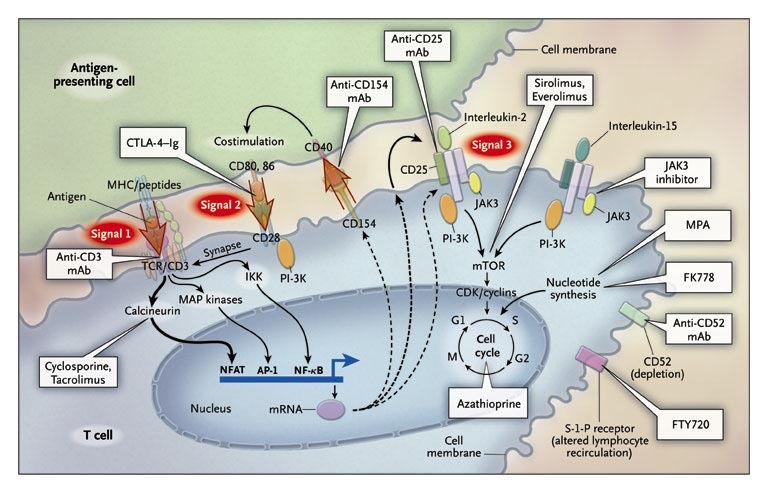 Antigen-
presenting cell
Anti-CD25
mAb
Cell membrane
Anti-CD154
mAb
Sirolimus,
Everolimus
Interleukin-2
Interleukin-15
CTLA-4–Ig
Costimulation
CD40
Signal 3
CD80, 86
CD25
JAK3
inhibitor
MHC/peptides
Antigen
Signal 2
JAK3
JAK3
Signal 1
CD154
MPA
CD28
PI-3K
PI-3K
Anti-CD3
mAb
Synapse
TCR/CD3
IKK
PI-3K
mTOR
FK778
Nucleotide
synthesis
MAP kinases
CDK/cyclins
Calcineurin
G1
S
Anti-CD52
mAb
Cell
cycle
M
G2
CD52
(depletion)
Cyclosporine,
Tacrolimus
NFAT
AP-1
NF-κB
Azathioprine
Nucleus
mRNA
FTY720
S-1-P receptor
(altered lymphocyte
recirculation)
T cell
Cell
membrane